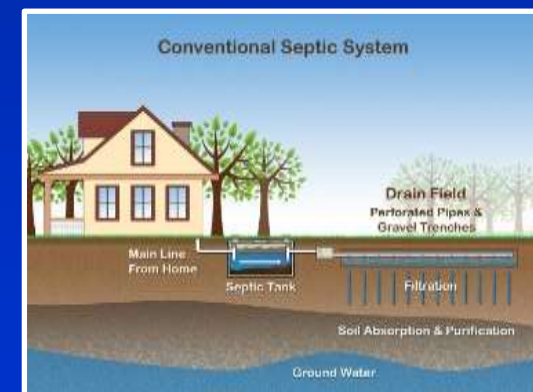 Conventional Septic System
Drain Field
Perforated Pipes &
Gravel Trenches
Main Line
From Home
Septic Tank
Filtration
Soil Absorption & Purification
Ground Water